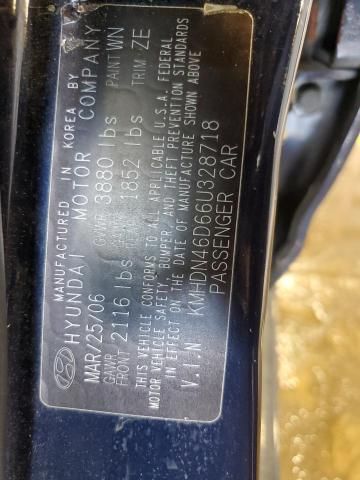 MANUFACTURED IN KOREA BY
HYUNDAI MOTOR COMPANY
MAR/25/06 GVWR 3880 lbs PAINT WN
GAWR FRONT 2116 lbs 1852 lbs TRIM ZE
THIS VEHICLE CONFORMS TO ALL APPLICABLE U.S.A. FEDERAL
MOTOR VEHICLE SAFETY, BUMPER, AND THEFT PREVENTION STANDARDS
IN EFFECT ON THE DATE OF MANUFACTURE SHOWN ABOVE
V.I.N KMHDN46D66U328718
PASSENGER CAR